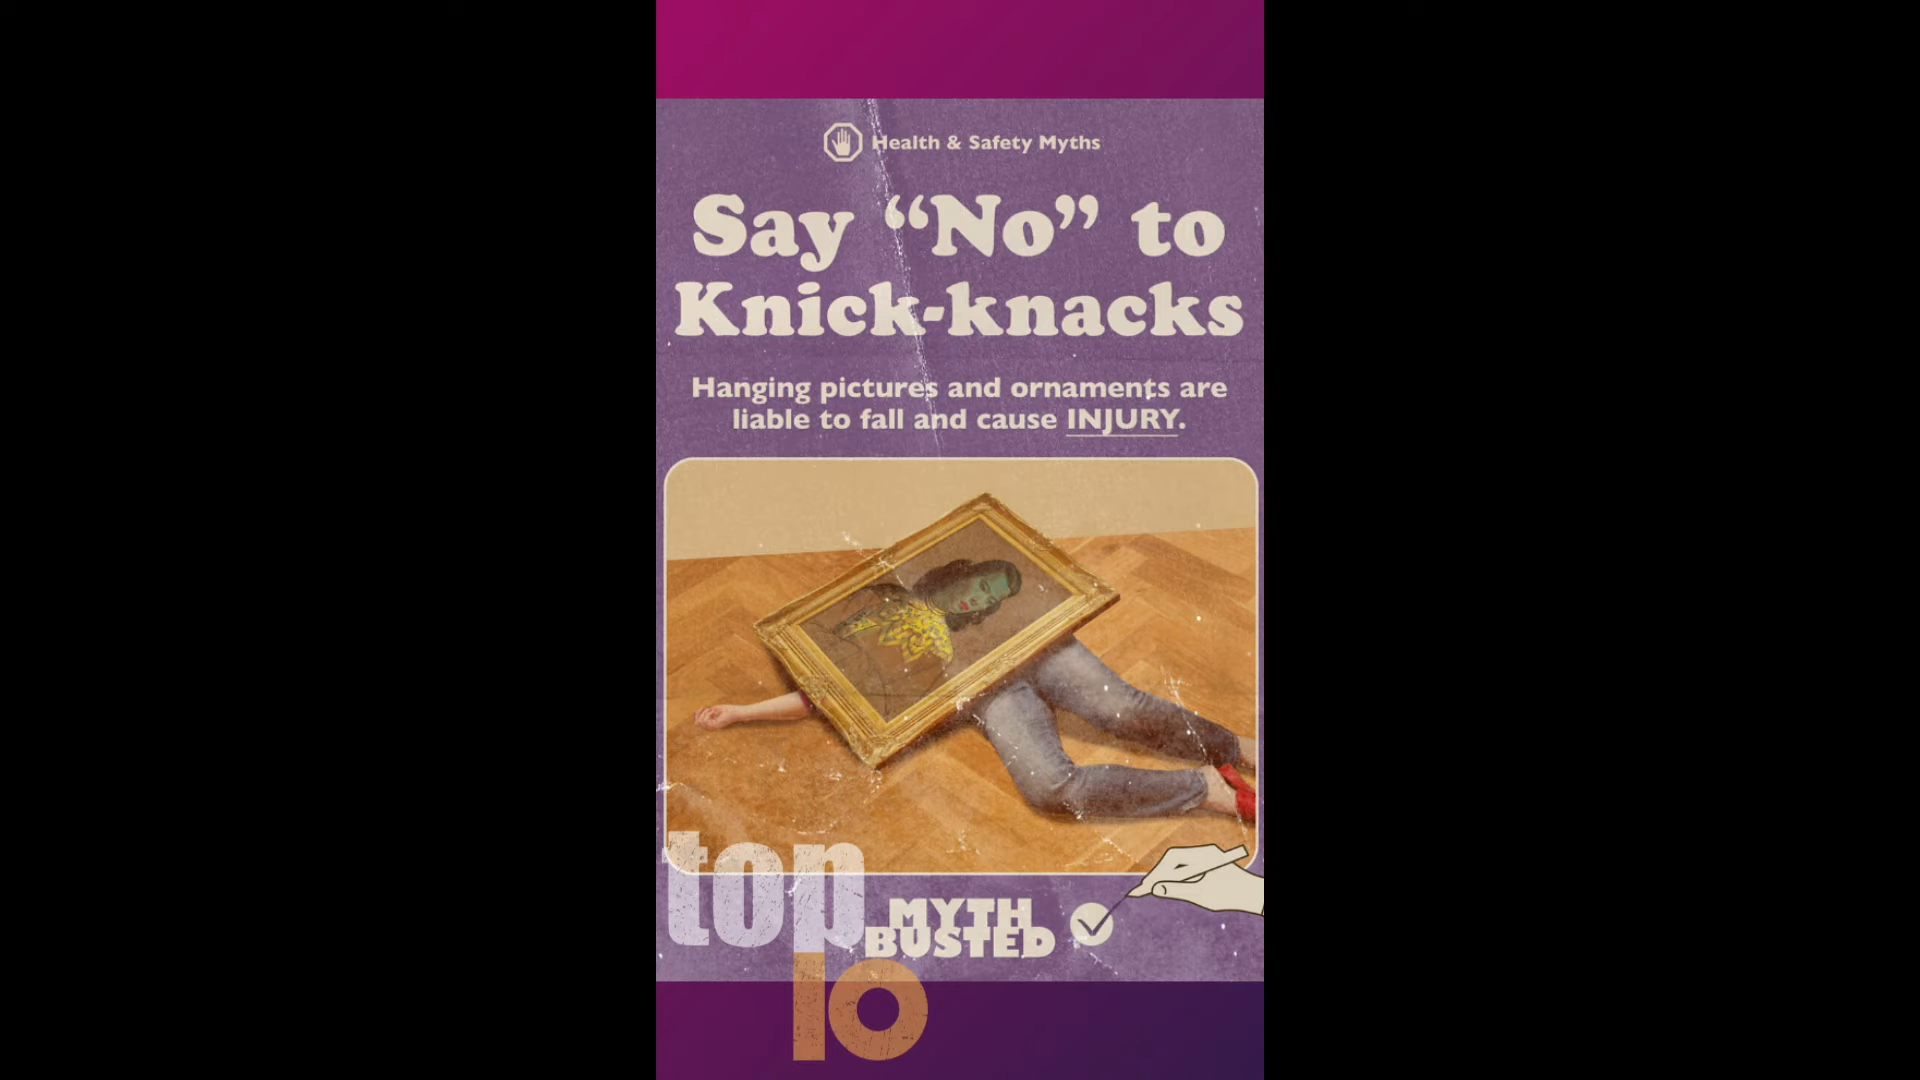 Health & Safety Myths
Say “No” to
Knick-knacks
Hanging pictures and ornaments are
liable to fall and cause INJURY.
MYTH
BUSTED
top
10